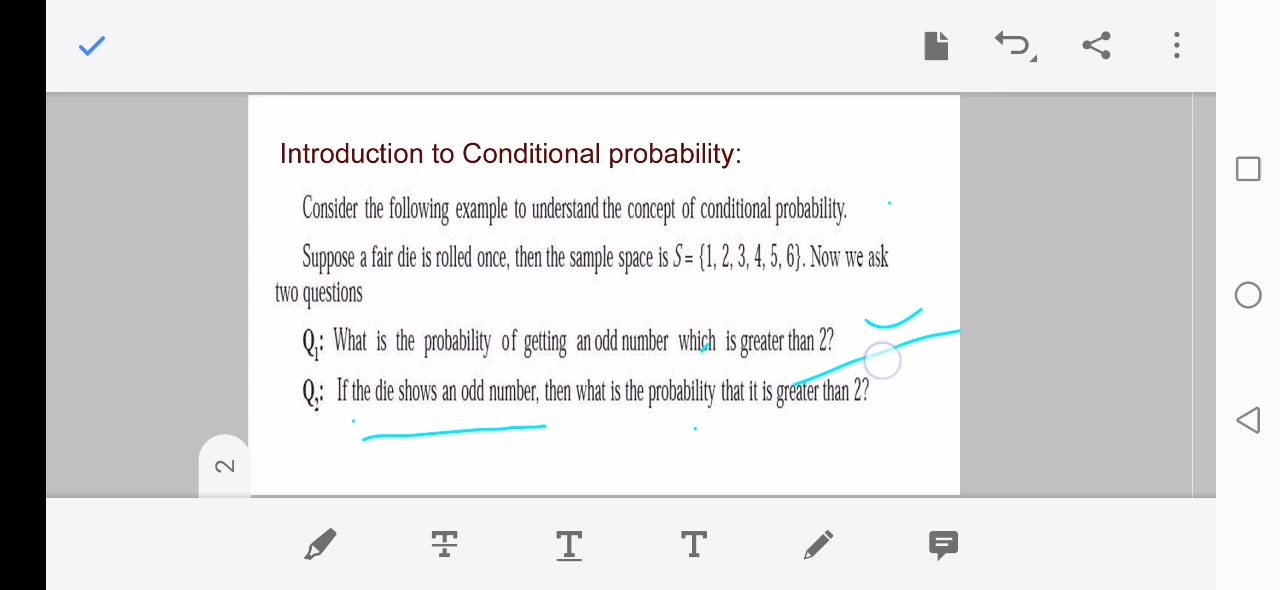 Introduction to Conditional probability:
Consider the following example to understand the concept of conditional probability.
Suppose a fair die is rolled once, then the sample space is S = {1, 2, 3, 4, 5, 6}. Now we ask
two questions
Q₁: What is the probability of getting an odd number which is greater than 2?
Q₂: If the die shows an odd number, then what is the probability that it is greater than 2?
2
T
T
T